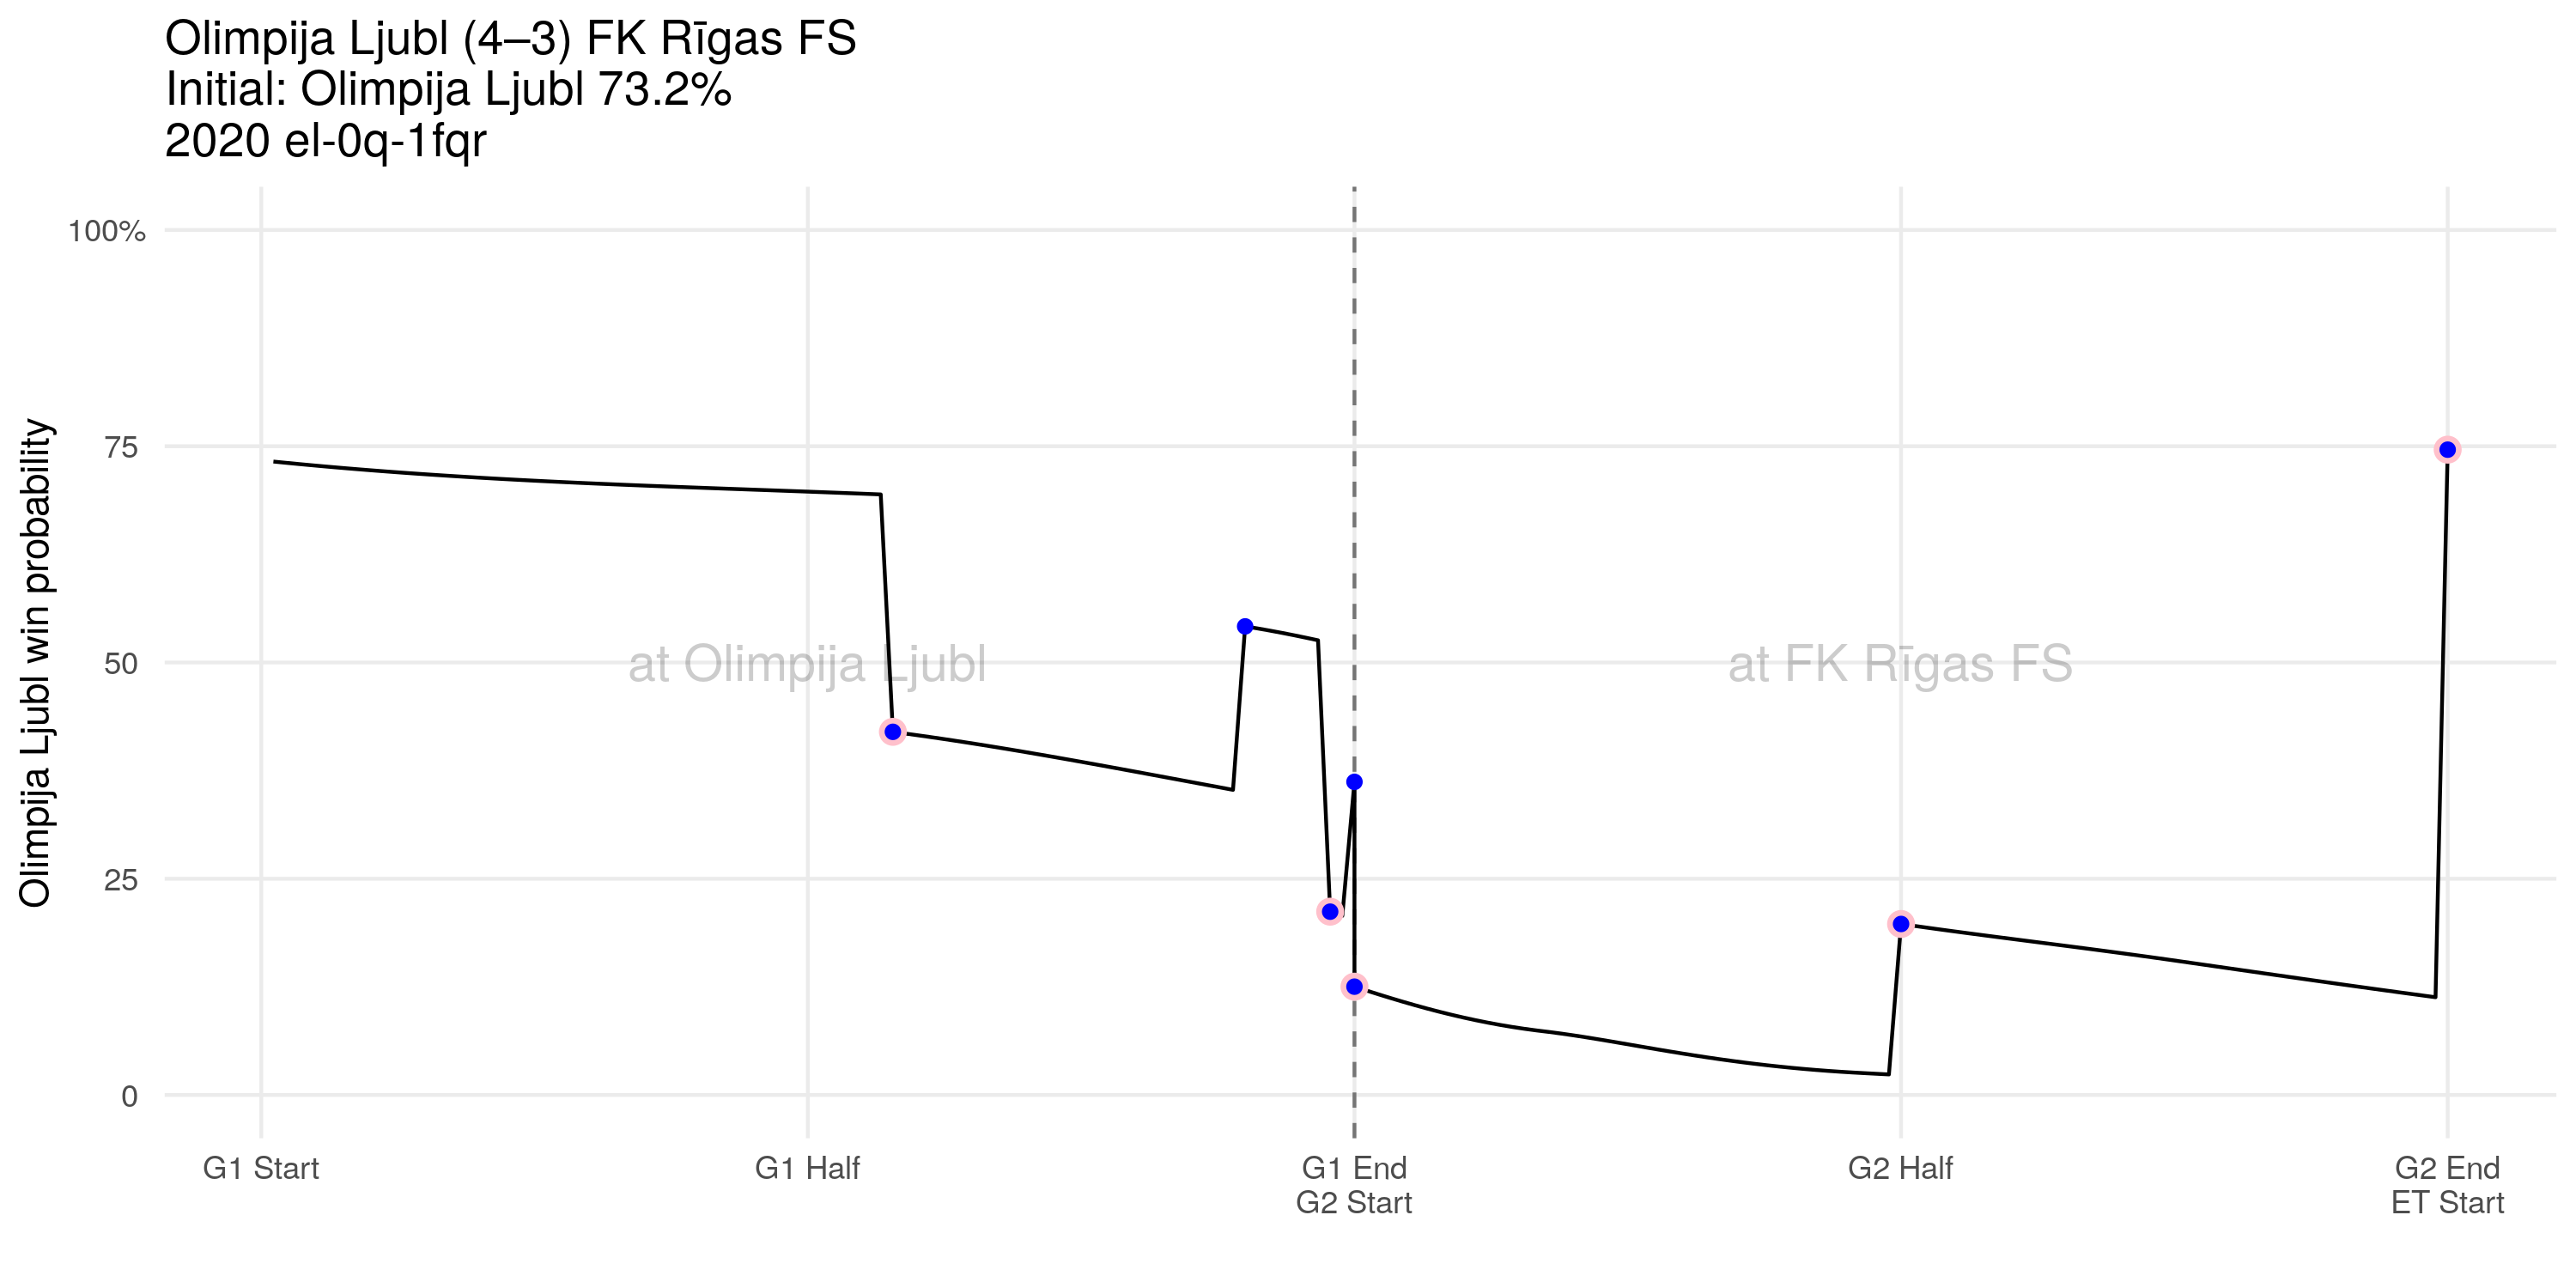 Olimpija Ljubl (4–3) FK Rīgas FS
Initial: Olimpija Ljubl 73.2%
2020 el-0q-1fqr
Olimpija Ljubl win probability
100%
75
50
25
0
at Olimpija Ljubl
at FK Rīgas FS
G1 Start
G1 Half
G1 End
G2 Start
G2 Half
G2 End
ET Start